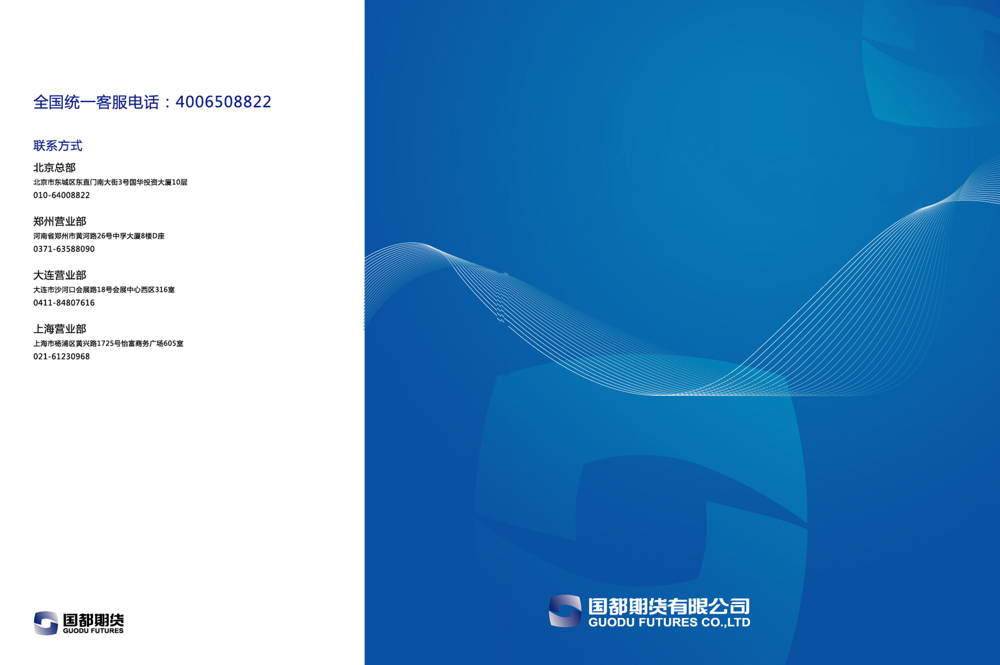 全国统一客服电话：4006508822
联系方式
北京总部
北京市东城区东直门南大街3号国华投资大厦10层
010-64008822
郑州营业部
河南省郑州市黄河路26号中孚大厦8楼D座
0371-63588090
大连营业部
大连市沙河口会展路18号会展中心西区316室
0411-84807616
上海营业部
上海市杨浦区黄兴路1725号怡富商务广场605室
021-61230968
国都期货
GUODU FUTURES
国都期货有限公司
GUODU FUTURES CO.,LTD